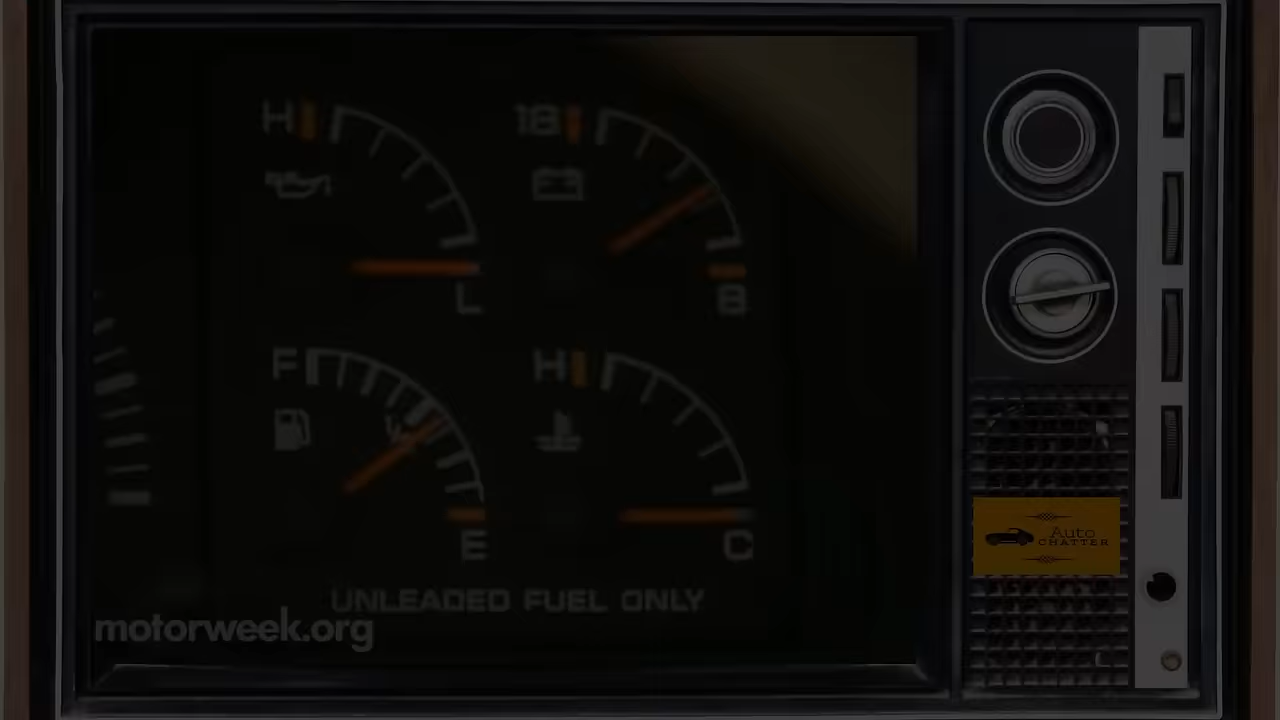 H 18
L B
F H
E C
UNLEADED FUEL ONLY
motorweek.org
Auto
CHATTER